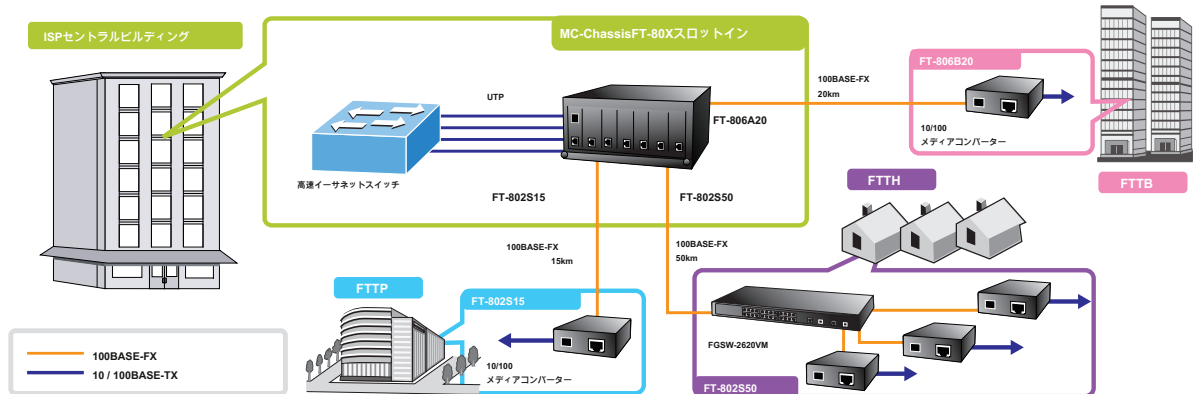 ISPセントラルビルディング
MC-ChassisFT-80Xスロットイン
UTP
高速イーサネットスイッチ
FT-806A20
FT-802S15
FT-802S50
100BASE-FX
20km
FT-806B20
10/100
メディアコンバーター
FTTB
FTTH
100BASE-FX
15km
100BASE-FX
50km
FTTP
FT-802S15
10/100
メディアコンバーター
FGSW-2620VM
FT-802S50
100BASE-FX
10 / 100BASE-TX